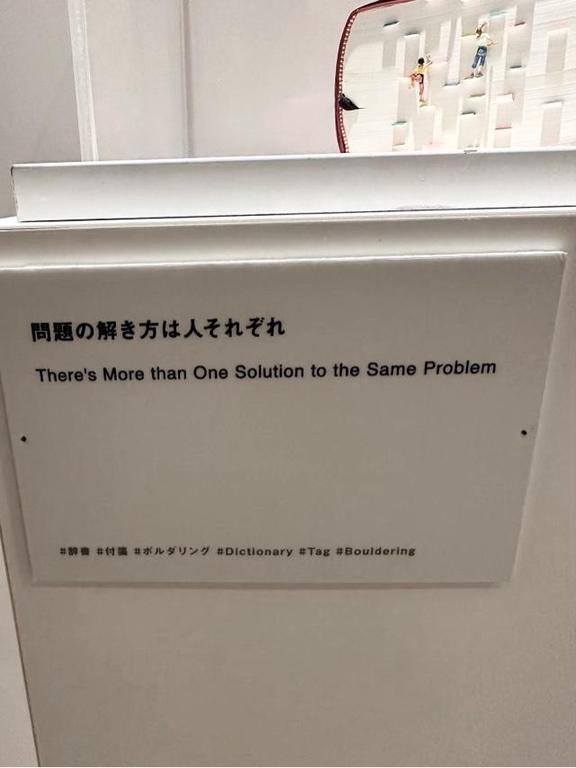 問題の解き方は人それぞれ
There's More than One Solution to the Same Problem
#辞書 #付箋 #ボルダリング #Dictionary #Tag #Bouldering